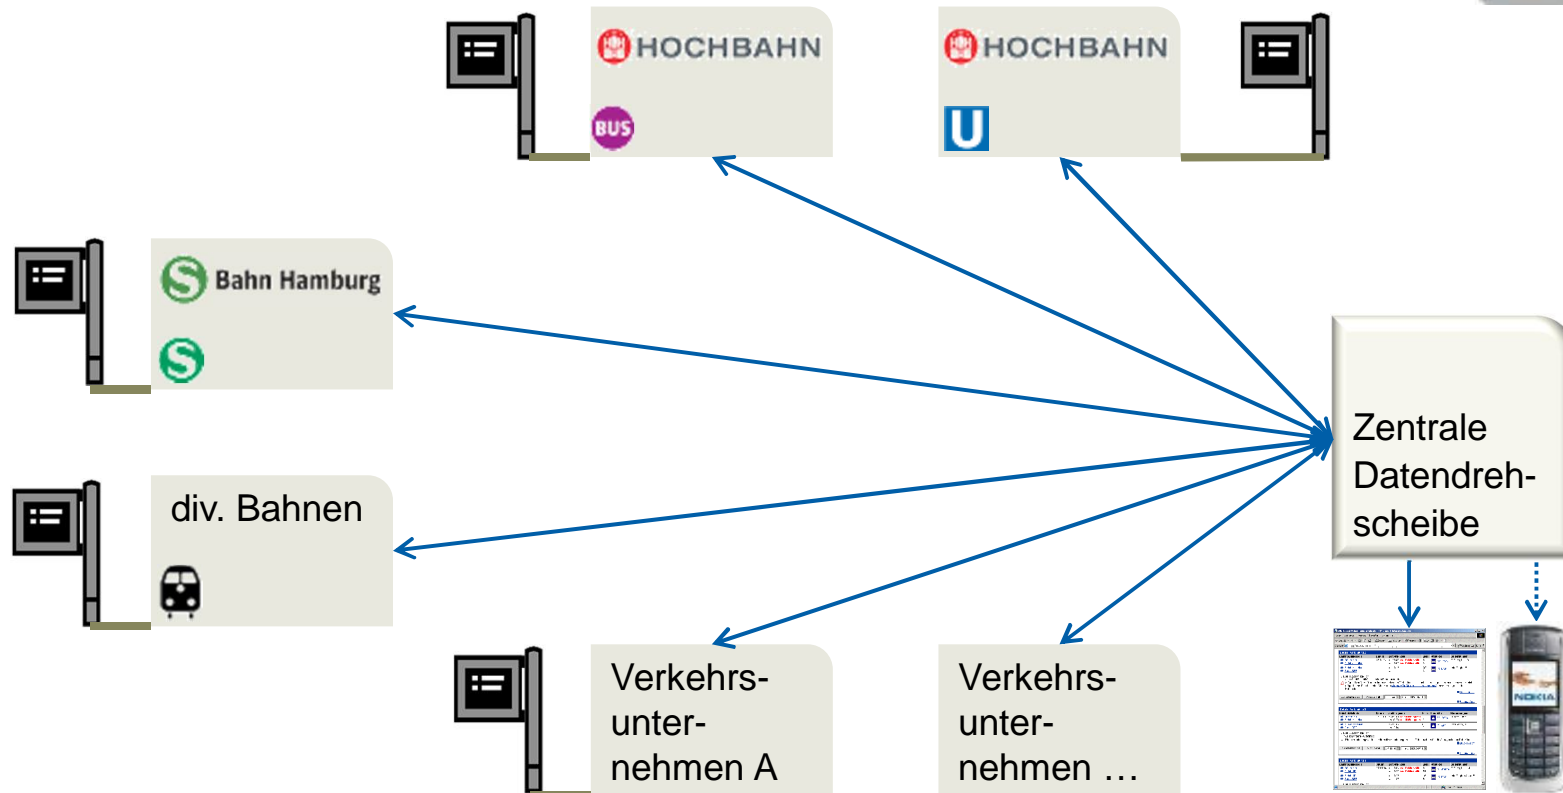 HOCHBAHN
BUS
HOCHBAHN
U
S Bahn Hamburg
S
div. Bahnen
Zentrale
Datendreh-
scheibe
Verkehrs-
unter-
nehmen A
Verkehrs-
unter-
nehmen …
NOKIA